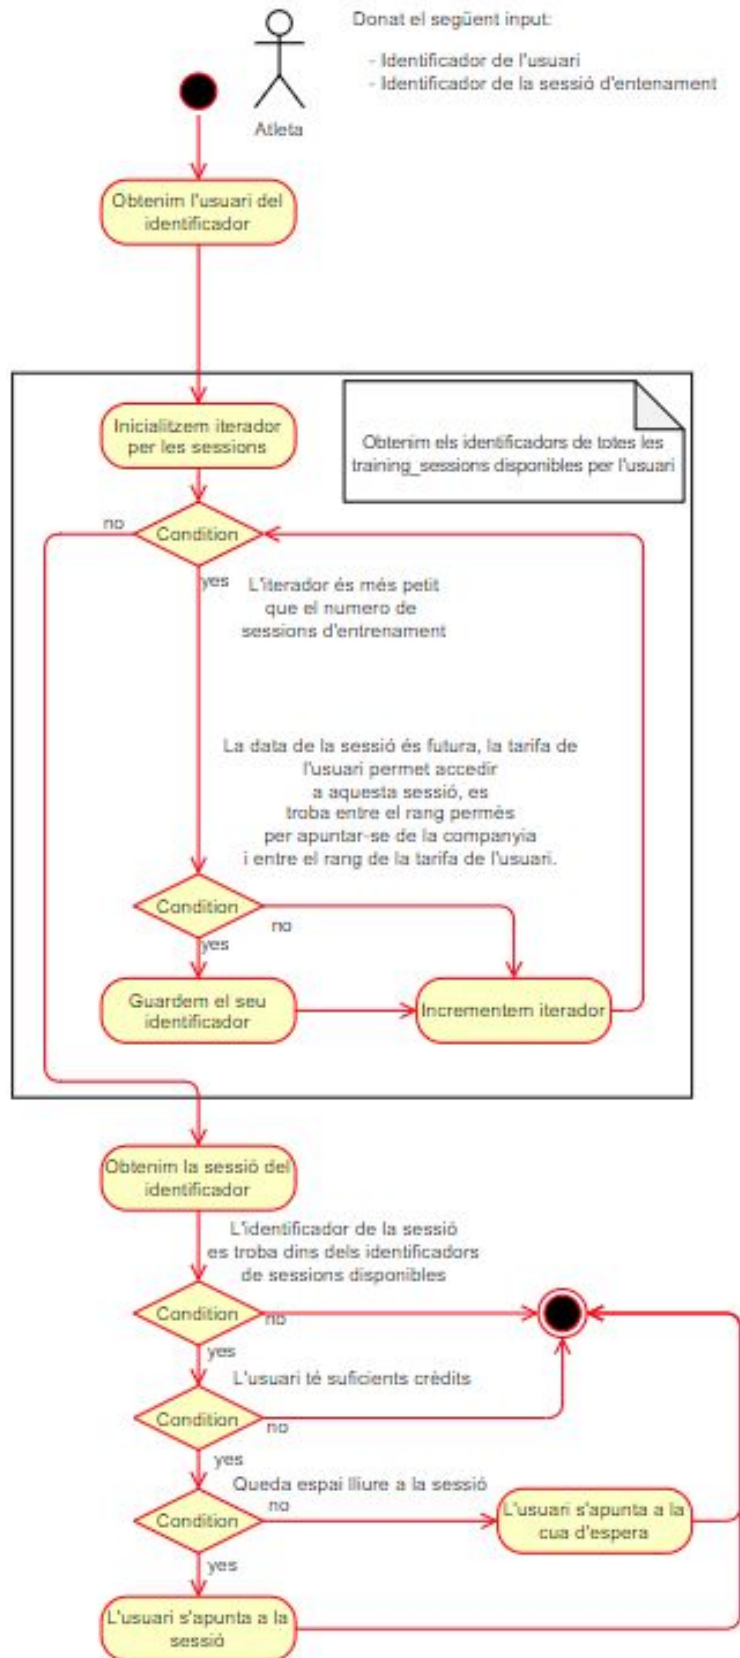 Donat el següent input:
- Identificador de l'usuari
- Identificador de la sessió d'entenament
Atleta
Obtenim l'usuari del
identificador
Inicialitzem iterador
per les sessions
Obtenim els identificadors de totes les
training_sessions disponibles per l'usuari
no
Condition
yes
L'iterador és més petit
que el numero de
sessions d'entrenament
La data de la sessió és futura, la tarifa de
l'usuari permet accedir
a aquesta sessió, es
troba entre el rang permès
per apuntar-se de la companyia
i entre el rang de la tarifa de l'usuari.
Condition
no
yes
Guardem el seu
identificador
Incrementem iterador
Obtenim la sessió del
identificador
L'identificador de la sessió
es troba dins dels identificadors
de sessions disponibles
Condition
no
yes
L'usuari té suficients crèdits
Condition
no
yes
Queda espai lliure a la sessió
no
Condition
L'usuari s'apunta a la
cua d'espera
yes
L'usuari s'apunta a la
sessió